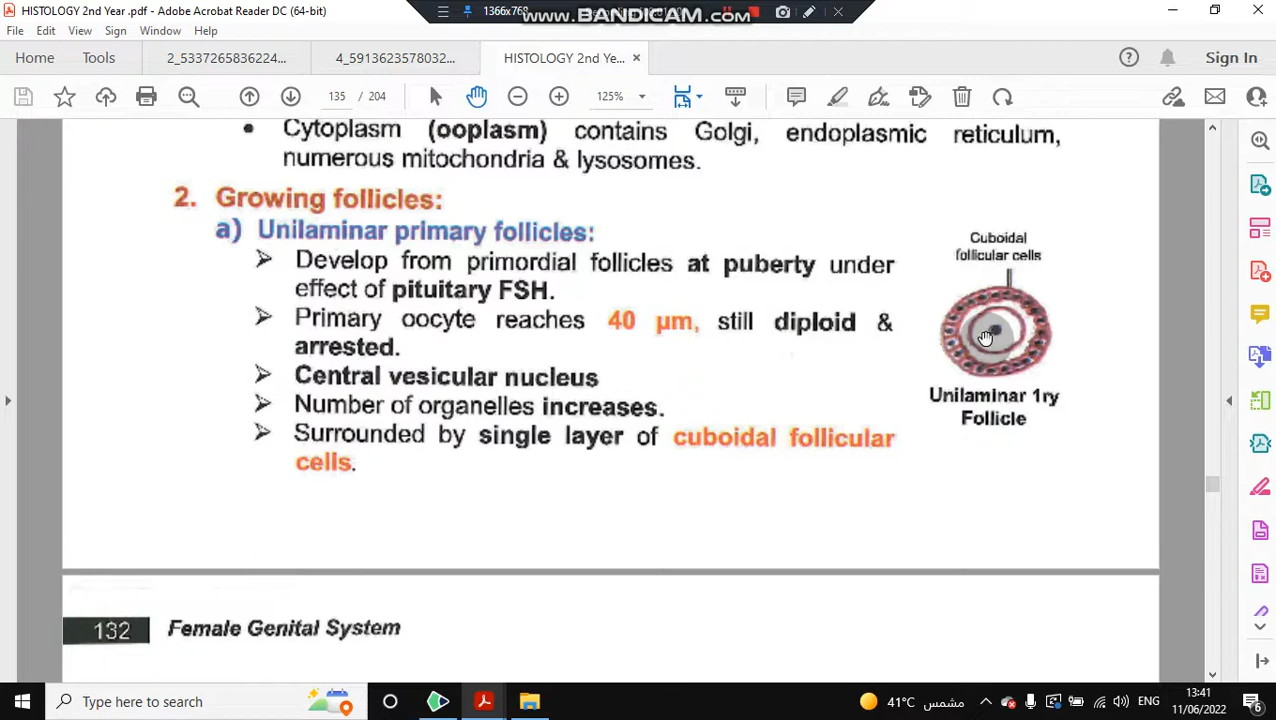 HISTOLOGY 2nd Year .pdf - Adobe Acrobat Reader DC (64-bit)
1366x768
www.BANDICAM.com
File Edit View Sign Window Help
Home Tools 2_5337265836224... 4_5913623578032... HISTOLOGY 2nd Ye... Sign In
135 / 204 125%
• Cytoplasm (ooplasm) contains Golgi, endoplasmic reticulum,
numerous mitochondria & lysosomes.
2. Growing follicles:
a) Unilaminar primary follicles:
➢ Develop from primordial follicles at puberty under
effect of pituitary FSH.
➢ Primary oocyte reaches 40 µm, still diploid &
arrested.
➢ Central vesicular nucleus
➢ Number of organelles increases.
➢ Surrounded by single layer of cuboidal follicular
cells.
Cuboidal
follicular cells
Unilaminar 1ry
Follicle
132 Female Genital System
Type here to search
41°C مشمس
ENG
13:41
11/06/2022
6